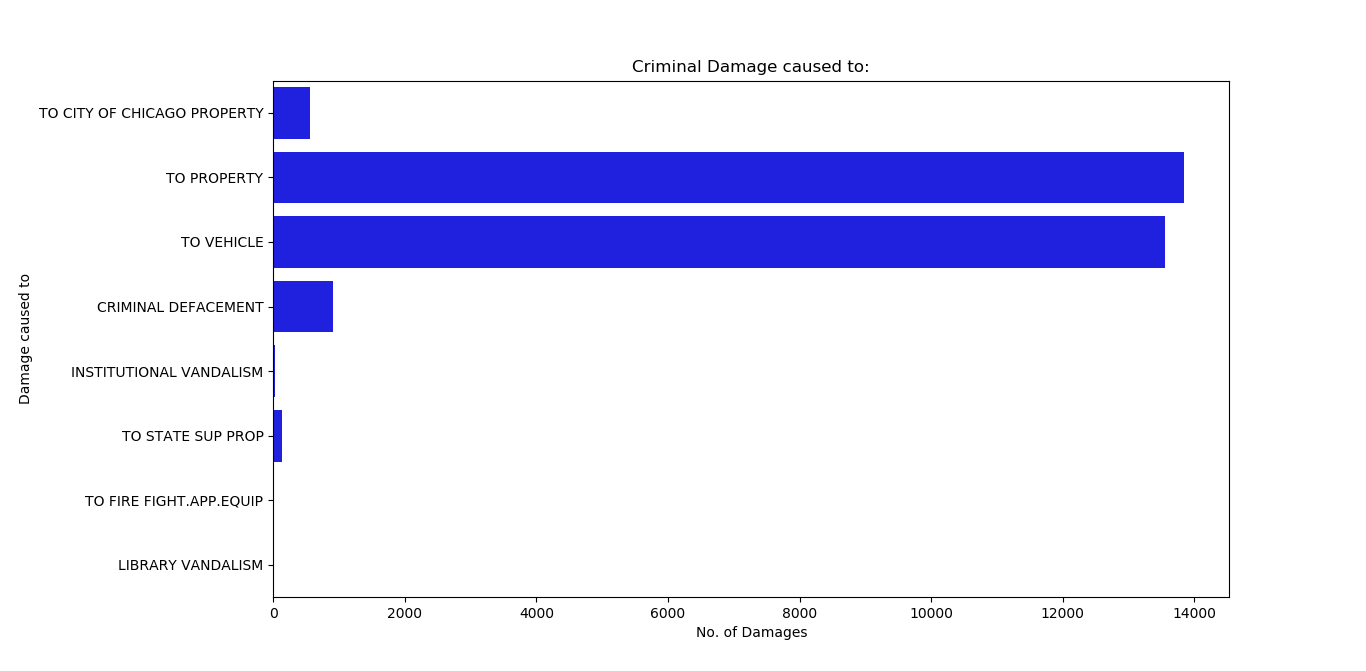 Criminal Damage caused to:
TO CITY OF CHICAGO PROPERTY
TO PROPERTY
TO VEHICLE
CRIMINAL DEFACEMENT
INSTITUTIONAL VANDALISM
TO STATE SUP PROP
TO FIRE FIGHT.APP.EQUIP
LIBRARY VANDALISM
Damage caused to
0 2000 4000 6000 8000 10000 12000 14000
No. of Damages